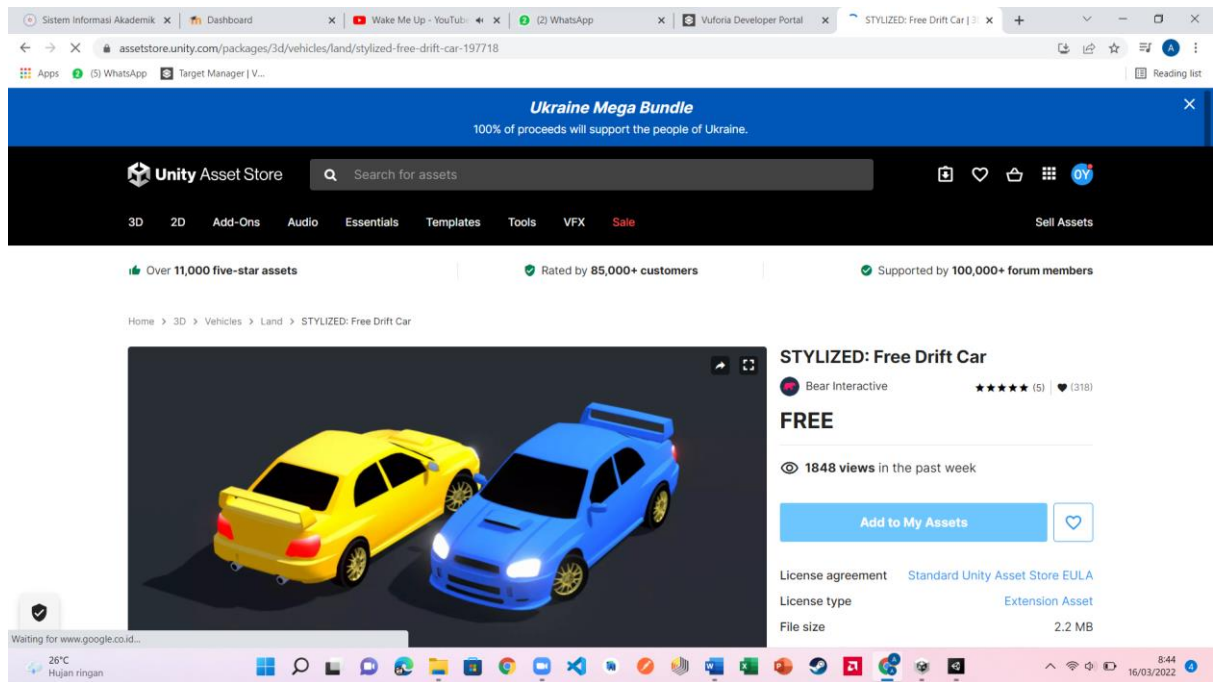 Sistem Informasi Akademik
Dashboard
Wake Me Up - YouTub
(2) WhatsApp
Vuforia Developer Portal
STYLIZED: Free Drift Car | 3
assetstore.unity.com/packages/3d/vehicles/land/stylized-free-drift-car-197718
A
Apps
(5) WhatsApp
Target Manager | V...
Reading list
Ukraine Mega Bundle
100% of proceeds will support the people of Ukraine.
Unity Asset Store
Search for assets
OY
3D
2D
Add-Ons
Audio
Essentials
Templates
Tools
VFX
Sale
Sell Assets
Over 11,000 five-star assets
Rated by 85,000+ customers
Supported by 100,000+ forum members
Home > 3D > Vehicles > Land > STYLIZED: Free Drift Car
STYLIZED: Free Drift Car
Bear Interactive
(5)
(318)
FREE
1848 views in the past week
Add to My Assets
License agreement
Standard Unity Asset Store EULA
License type
Extension Asset
File size
2.2 MB
Waiting for www.google.co.id...
26°C
Hujan ringan
8:44
16/03/2022
4